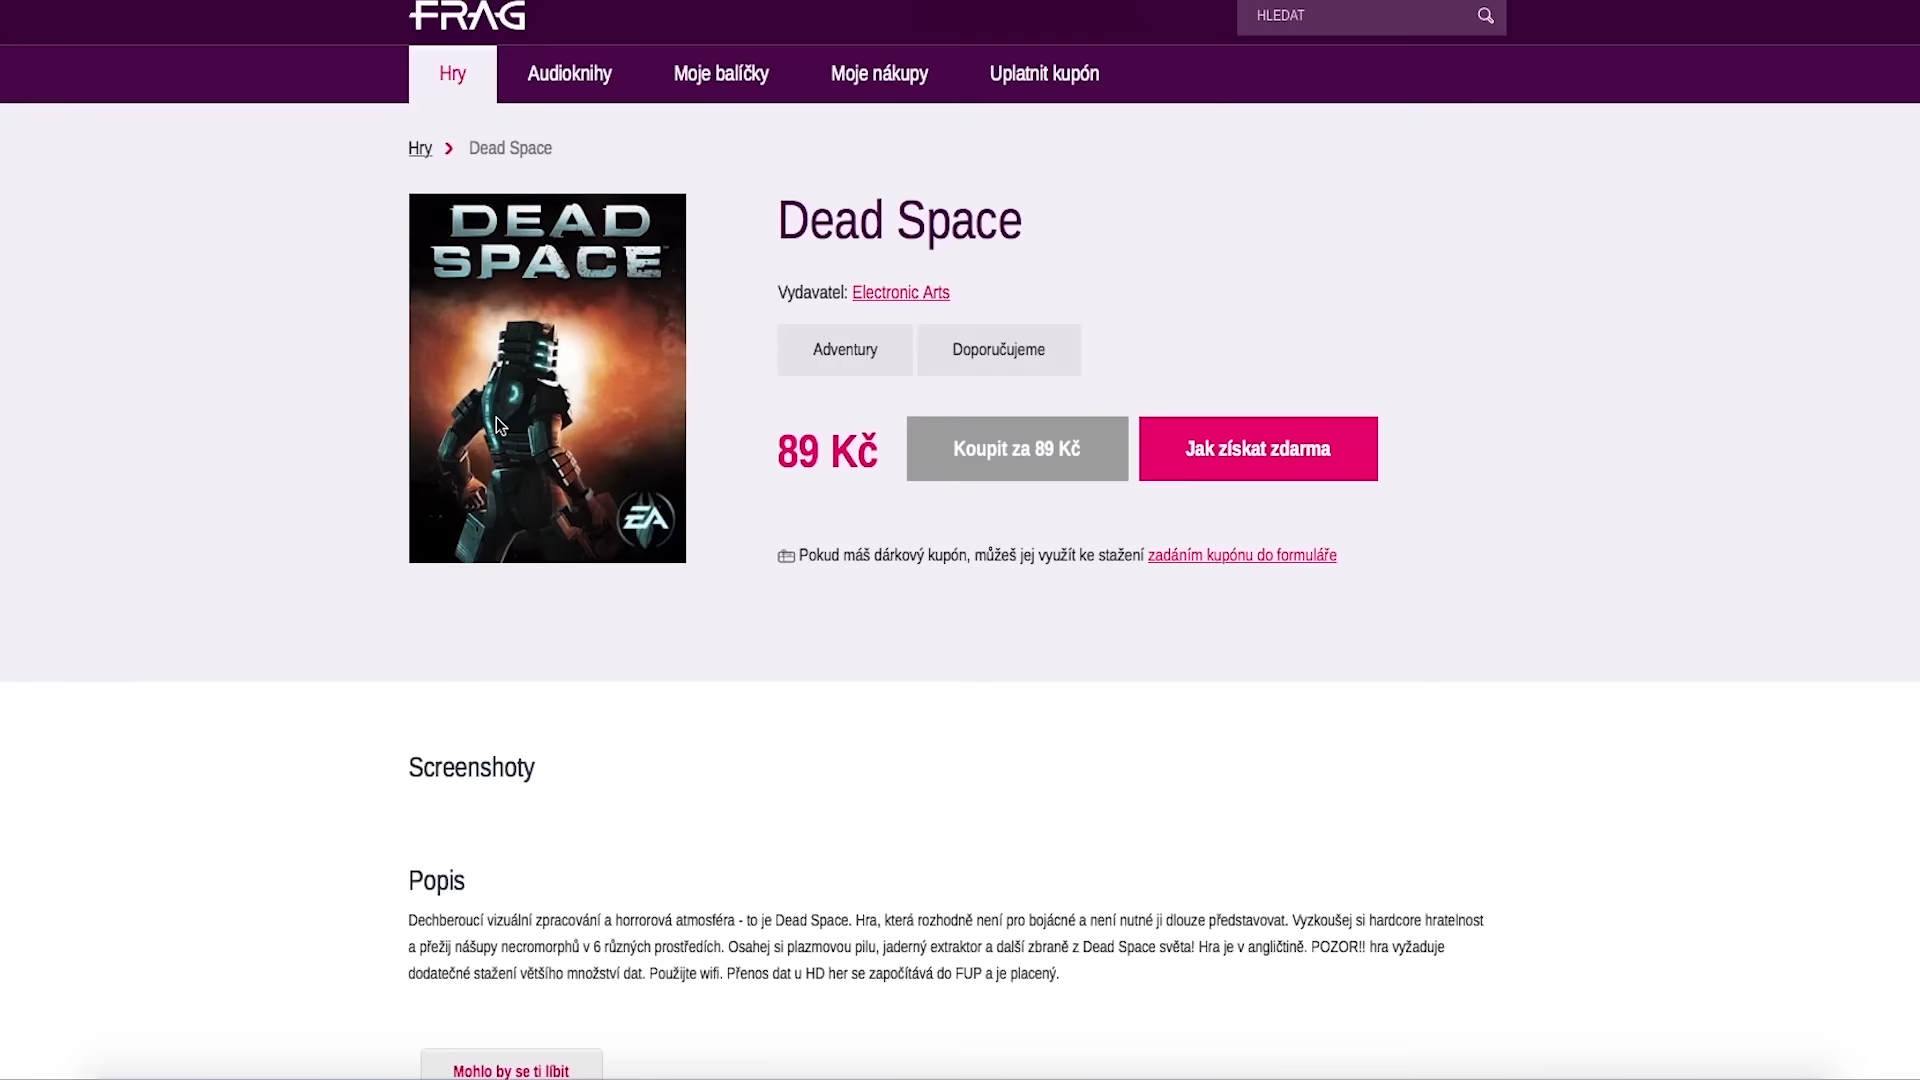 FRAG
HLEDAT
Hry
Audioknihy
Moje balíčky
Moje nákupy
Uplatnit kupón
Hry
Dead Space
DEAD
SPACE
EA
Dead Space
Vydavatel: Electronic Arts
Adventury
Doporučujeme
89 Kč
Koupit za 89 Kč
Jak získat zdarma
Pokud máš dárkový kupón, můžeš jej využít ke stažení zadáním kupónu do formuláře
Screenshoty
Popis
Dechberoucí vizuální zpracování a horrorová atmosféra - to je Dead Space. Hra, která rozhodně není pro bojácné a není nutné ji dlouze představovat. Vyzkoušej si hardcore hratelnost
a přežij nášupy necromorphů v 6 různých prostředích. Osahej si plazmovou pilu, jaderný extraktor a další zbraně z Dead Space světa! Hra je v angličtině. POZOR!! hra vyžaduje
dodatečné stažení většího množství dat. Použijte wifi. Přenos dat u HD her se započítává do FUP a je placený.
Mohlo by se ti líbit